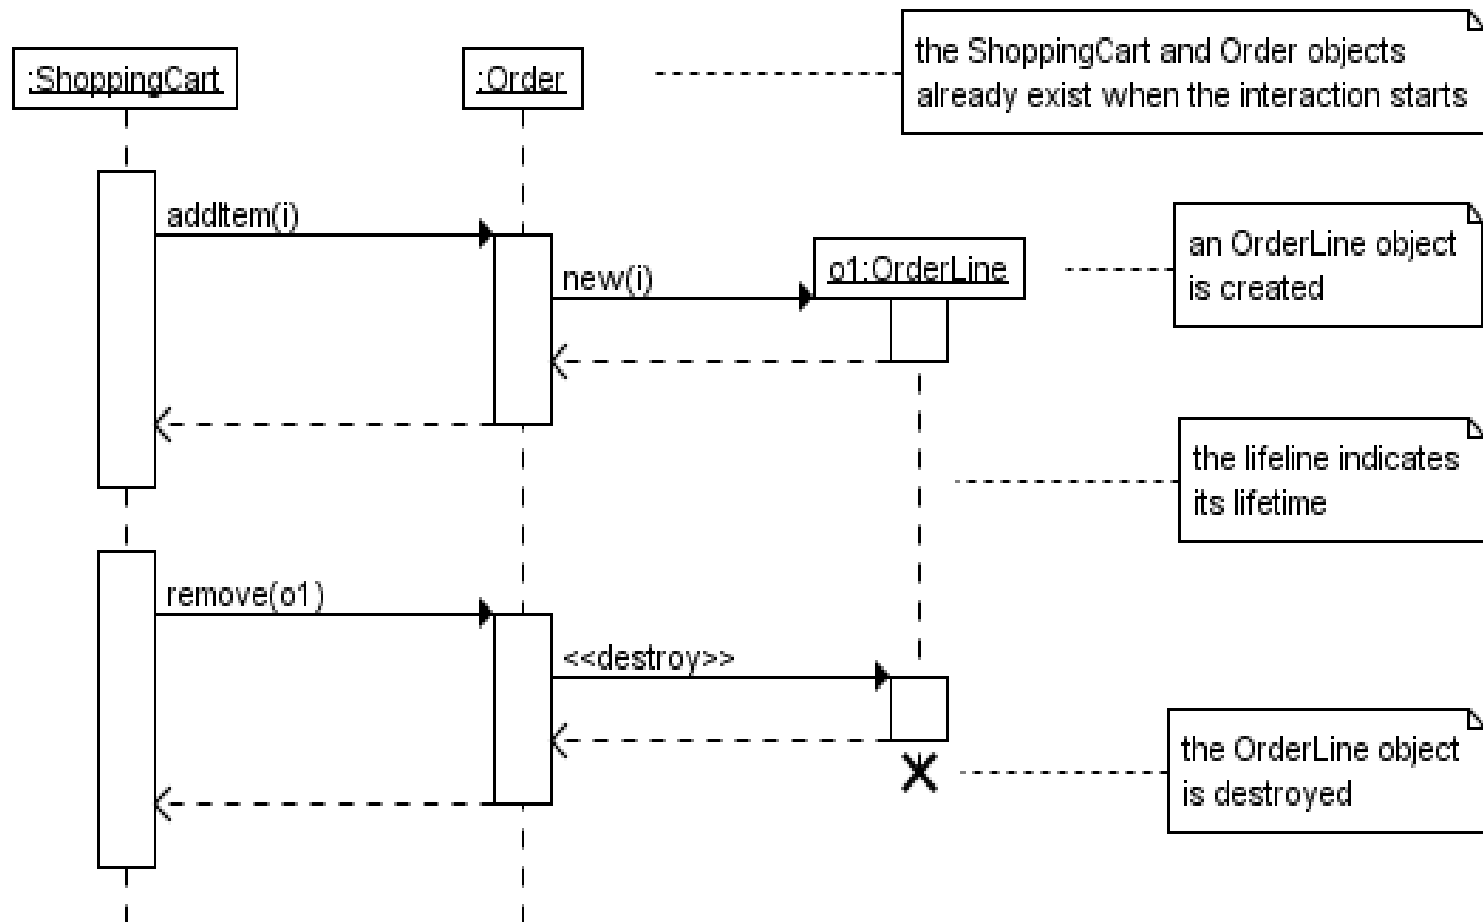 :ShoppingCart
:Order
the ShoppingCart and Order objects
already exist when the interaction starts
addItem(i)
new(i)
o1:OrderLine
an OrderLine object
is created
the lifeline indicates
its lifetime
remove(o1)
<<destroy>>
the OrderLine object
is destroyed